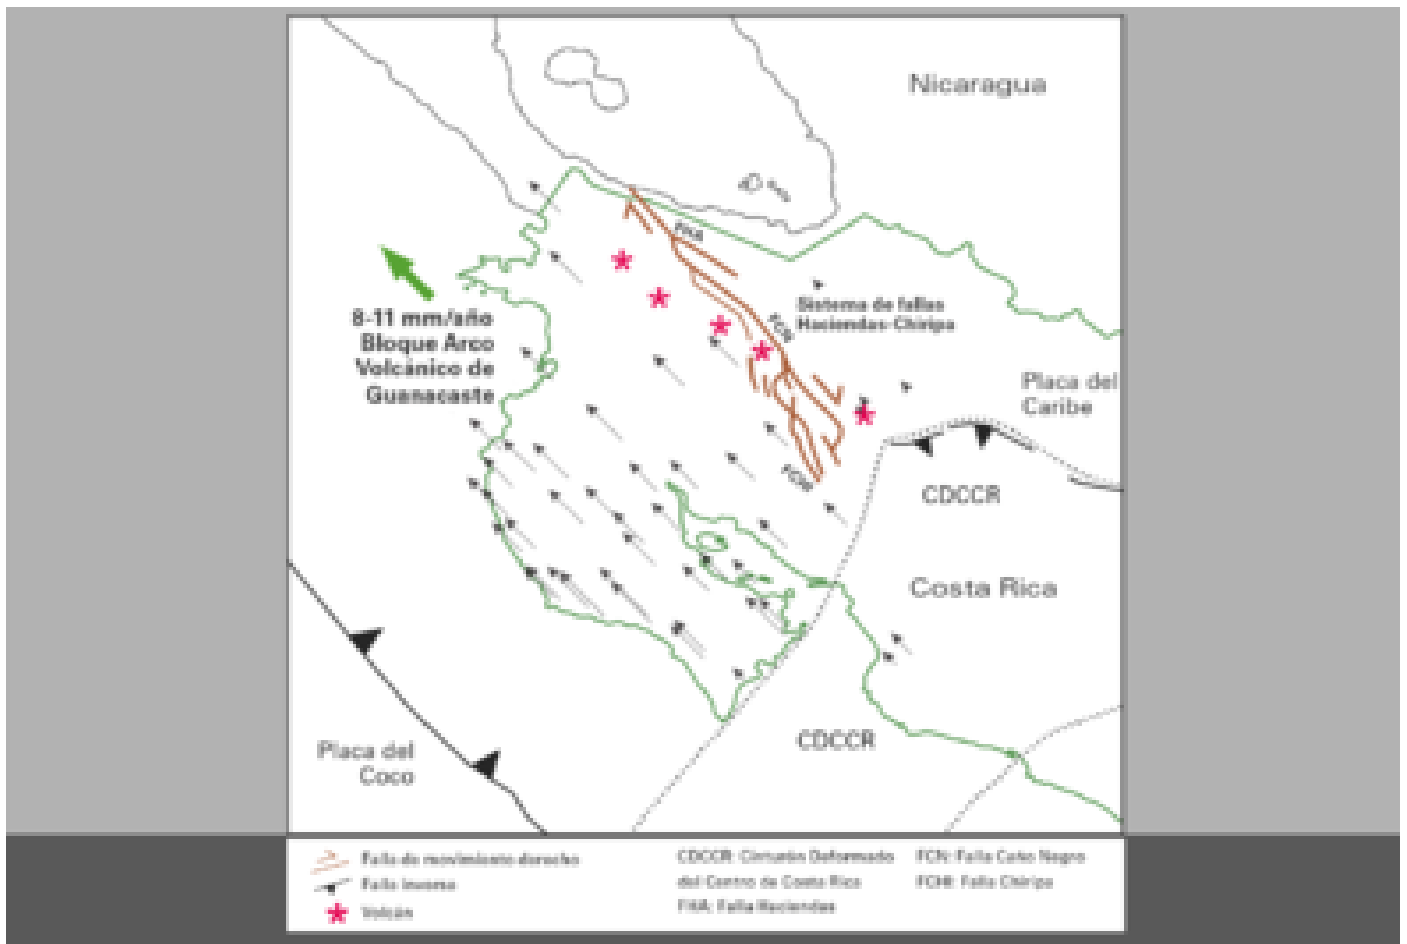 Nicaragua
FHA
Sistema de fallas
Haciendas-Chiripa
FCN
8-11 mm/año
Bloque Arco
Volcánico de
Guanacaste
Placa del
Caribe
FCHI
CDCCR
Costa Rica
CDCCR
Placa del
Coco
Falla de movimiento derecho
Falla inversa
Volcán
CDCCR: Cinturón Deformado
del Centro de Costa Rica
FHA: Falla Haciendas
FCN: Falla Caño Negro
FCHI: Falla Chiripa